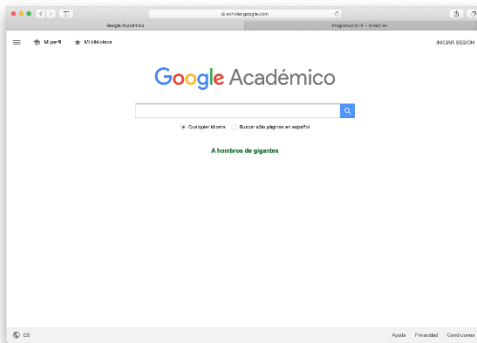 scholar.google.com
Google Académico
Programación II - OneDrive
Mi perfil
Mi biblioteca
INICIAR SESIÓN
Google Académico
Cualquier idioma
Buscar sólo páginas en español
A hombros de gigantes
ES
Ayuda
Privacidad
Condiciones